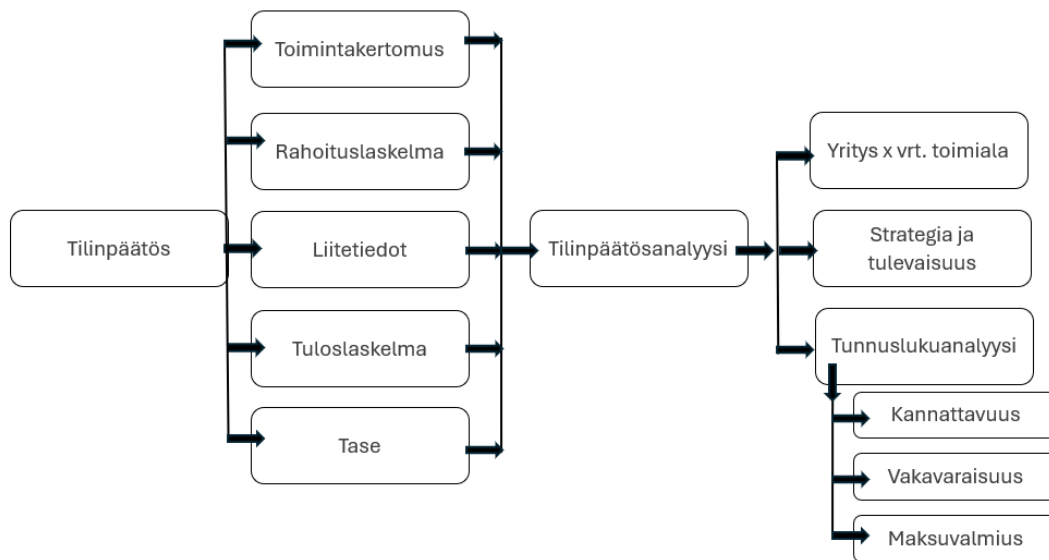 Tilinpäätös
Toimintakertomus
Rahoituslaskelma
Liitetiedot
Tuloslaskelma
Tase
Tilinpäätösanalyysi
Yritys x vrt. toimiala
Strategia ja
tulevaisuus
Tunnuslukuanalyysi
Kannattavuus
Vakavaraisuus
Maksuvalmius